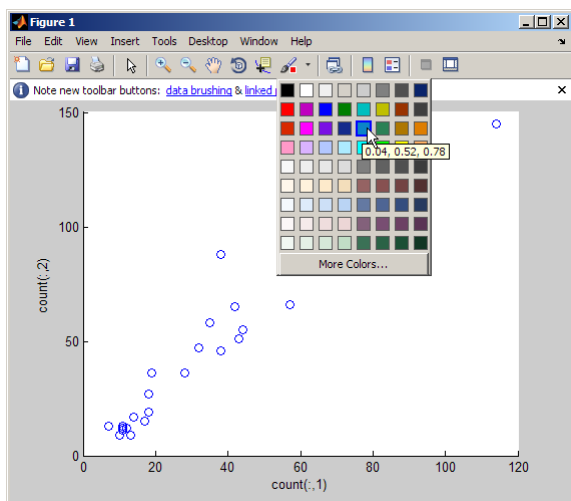 Figure 1
File Edit View Insert Tools Desktop Window Help
Note new toolbar buttons: data brushing & linked
0.04, 0.52, 0.78
More Colors...
150
100
50
0
count(:,2)
0 20 40 60 80 100 120
count(:,1)